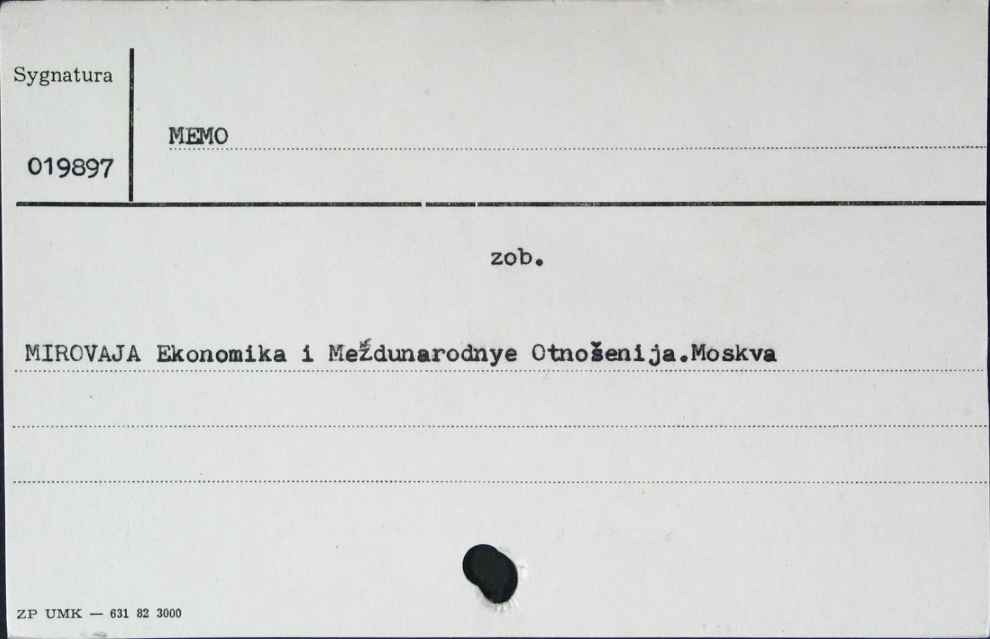 Sygnatura
MEMO
019897
zob.
MIROVAJA Ekonomika i Meždunarodnye Otnošenija.Moskva
ZP UMK — 631 82 3000